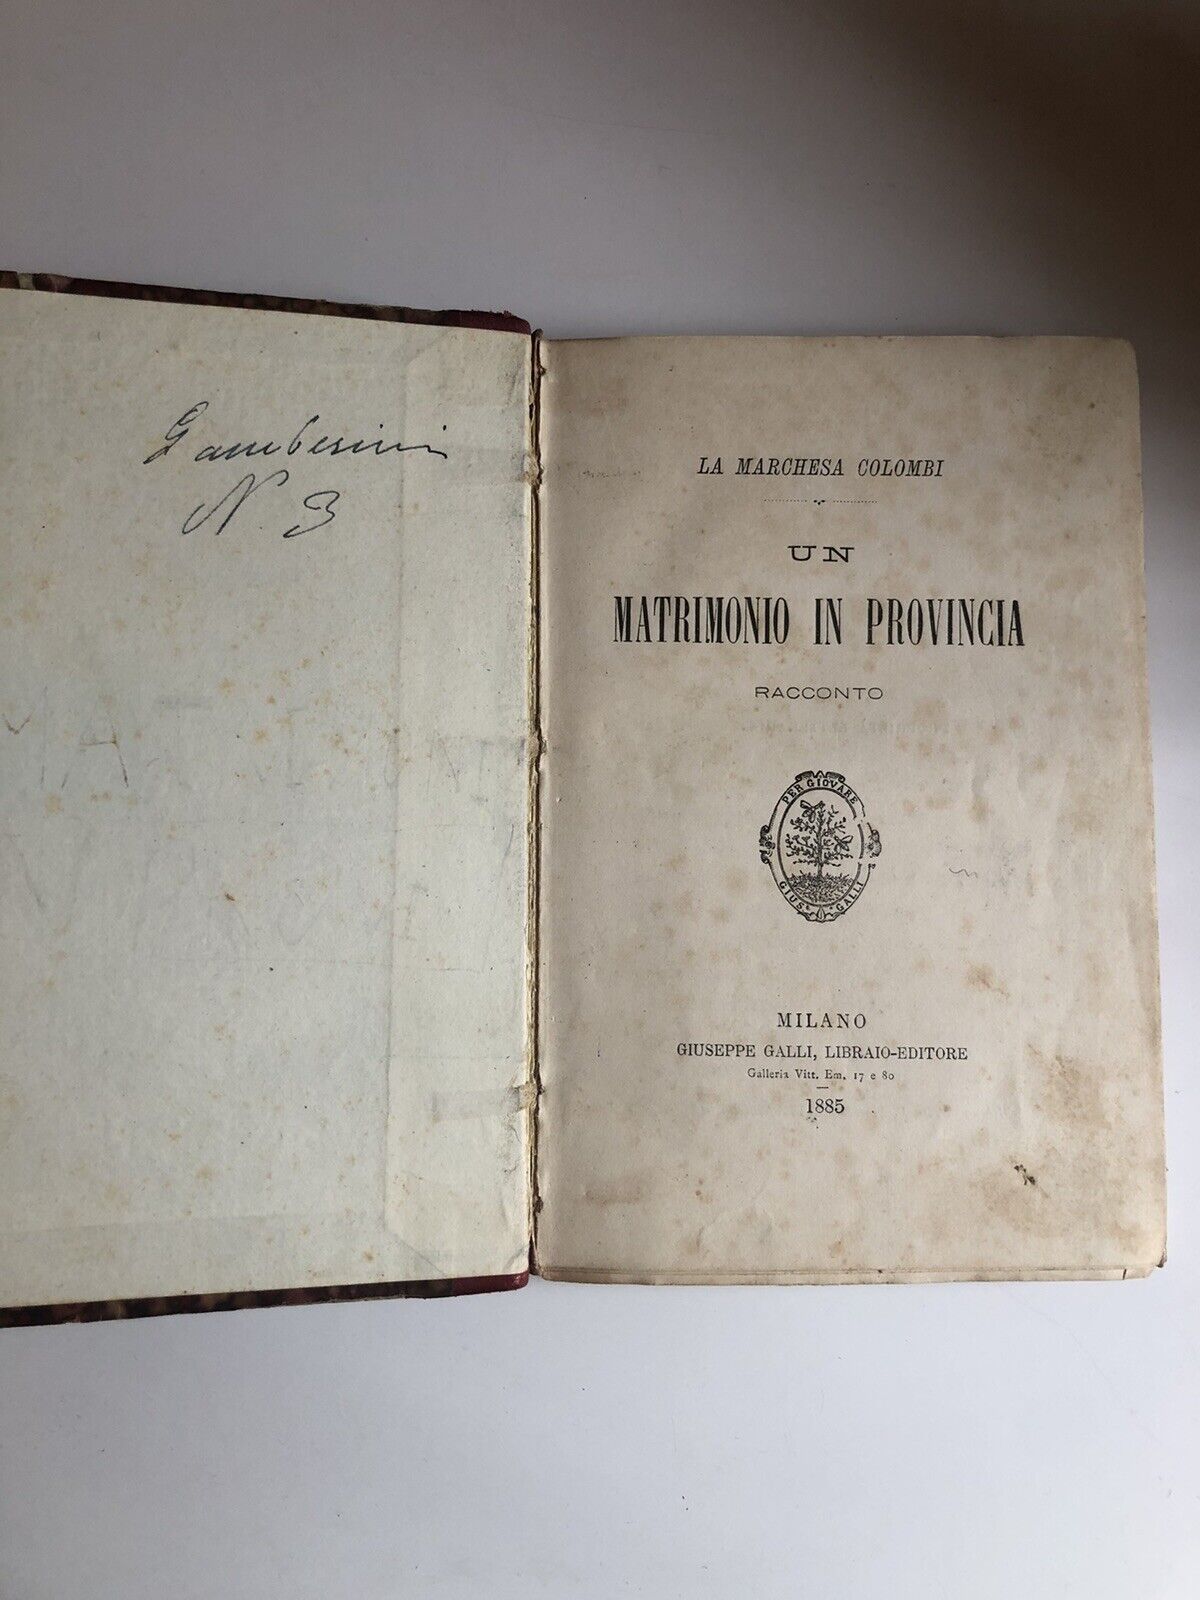 Gamberini
N. 3
LA MARCHESA COLOMBI
UN
MATRIMONIO IN PROVINCIA
RACCONTO
PER GIOVARE
GIUS. GALLI
MILANO
GIUSEPPE GALLI, LIBRAIO-EDITORE
Galleria Vitt. Em. 17 e 80
1885